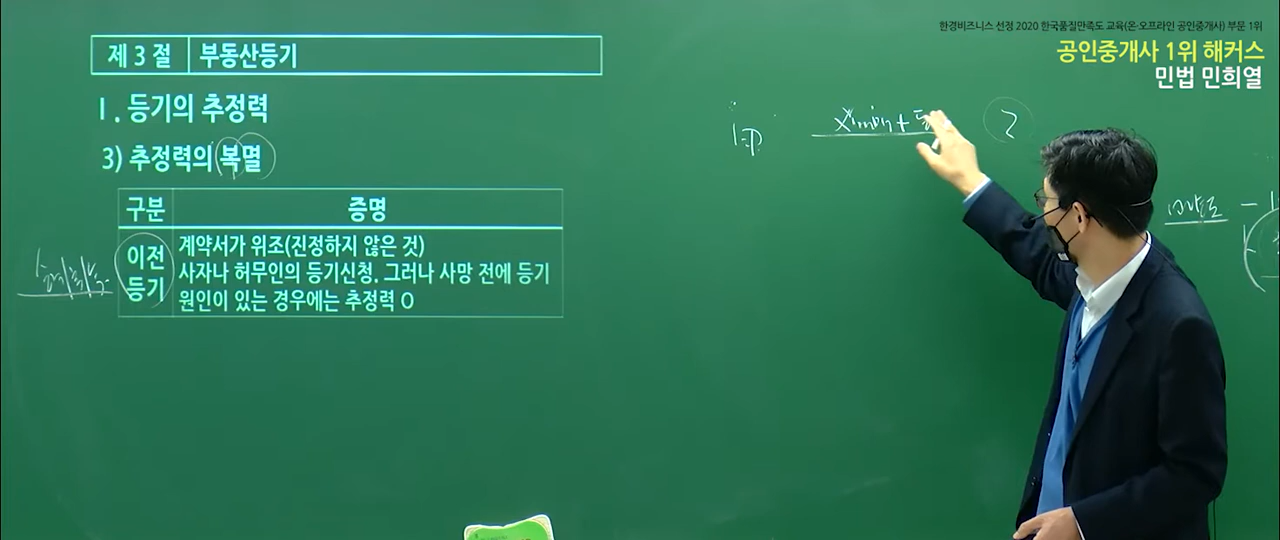 한경비즈니스 선정 2020 한국품질만족도 교육(온·오프라인 공인중개사) 부문 1위
공인중개사 1위 해커스
민법 민희열
제 3 절 부동산등기
1. 등기의 추정력
3) 추정력의 복멸
구분 증명
이전등기
계약서가 위조(진정하지 않은 것)
사자나 허무인의 등기신청. 그러나 사망 전에 등기
원인이 있는 경우에는 추정력 O